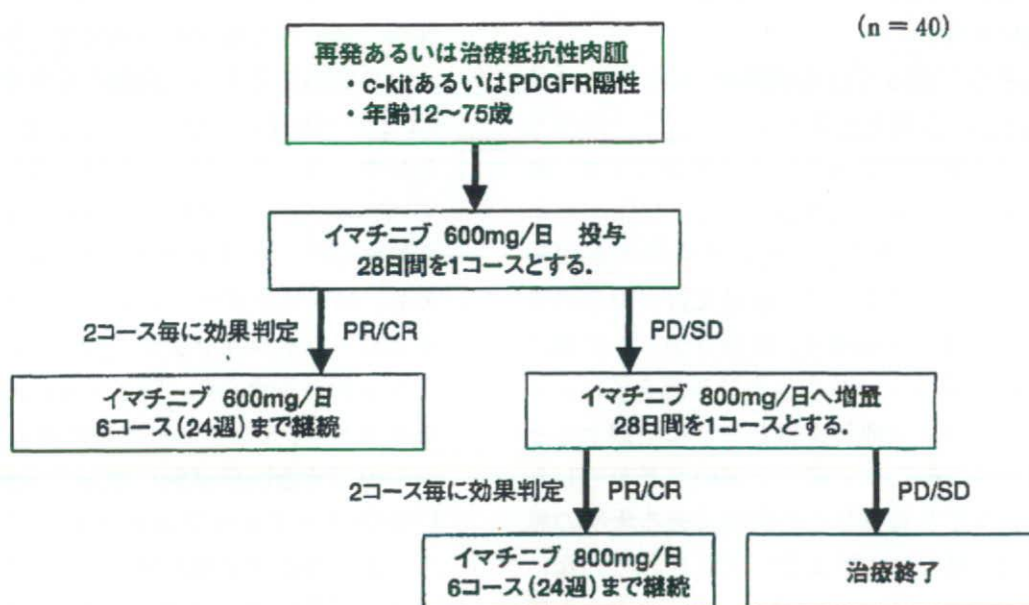 (n = 40)
再発あるいは治療抵抗性肉腫
・c-kitあるいはPDGFR陽性
・年齢12～75歳
イマチニブ 600mg/日　投与
28日間を1コースとする.
2コース毎に効果判定
PR/CR
PD/SD
イマチニブ 600mg/日
6コース(24週)まで継続
イマチニブ 800mg/日へ増量
28日間を1コースとする.
2コース毎に効果判定
PR/CR
PD/SD
イマチニブ 800mg/日
6コース(24週)まで継続
治療終了